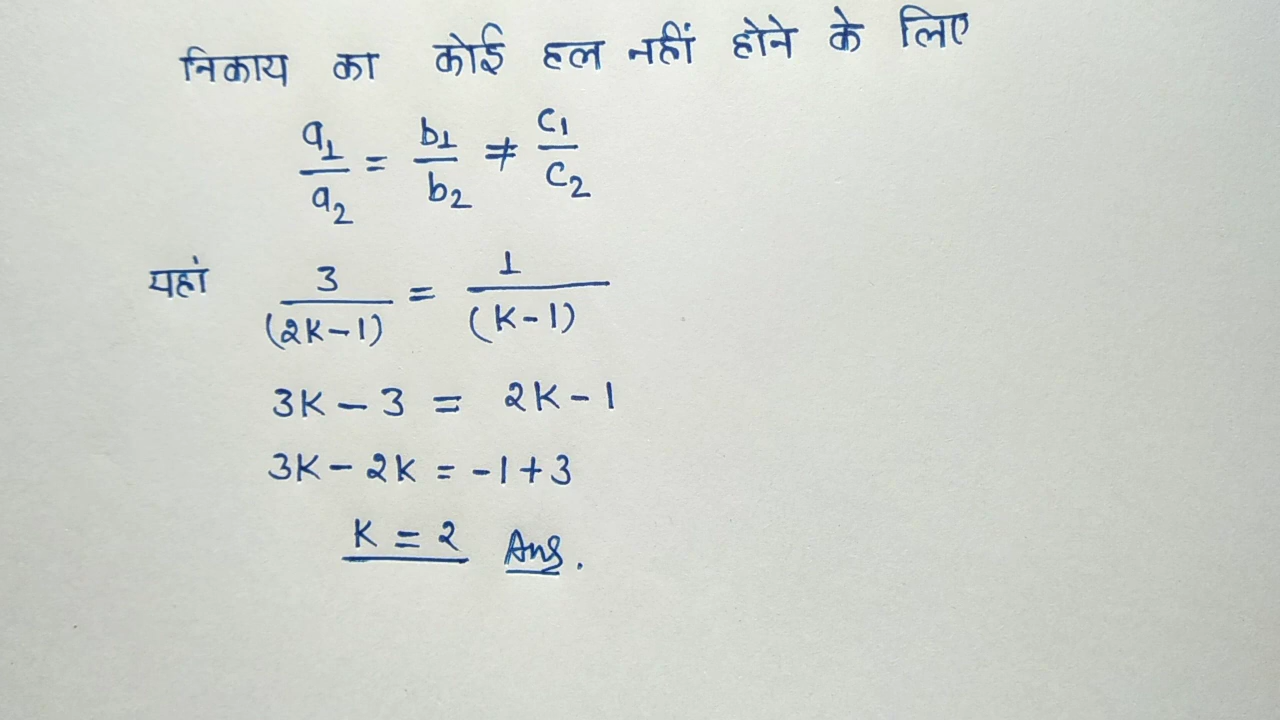 निकाय का कोई हल नहीं होने के लिए
a₁/a₂ = b₁/b₂ ≠ c₁/c₂
यहां 3/(2K-1) = 1/(K-1)
3K - 3 = 2K - 1
3K - 2K = -1 + 3
K = 2 Ans.